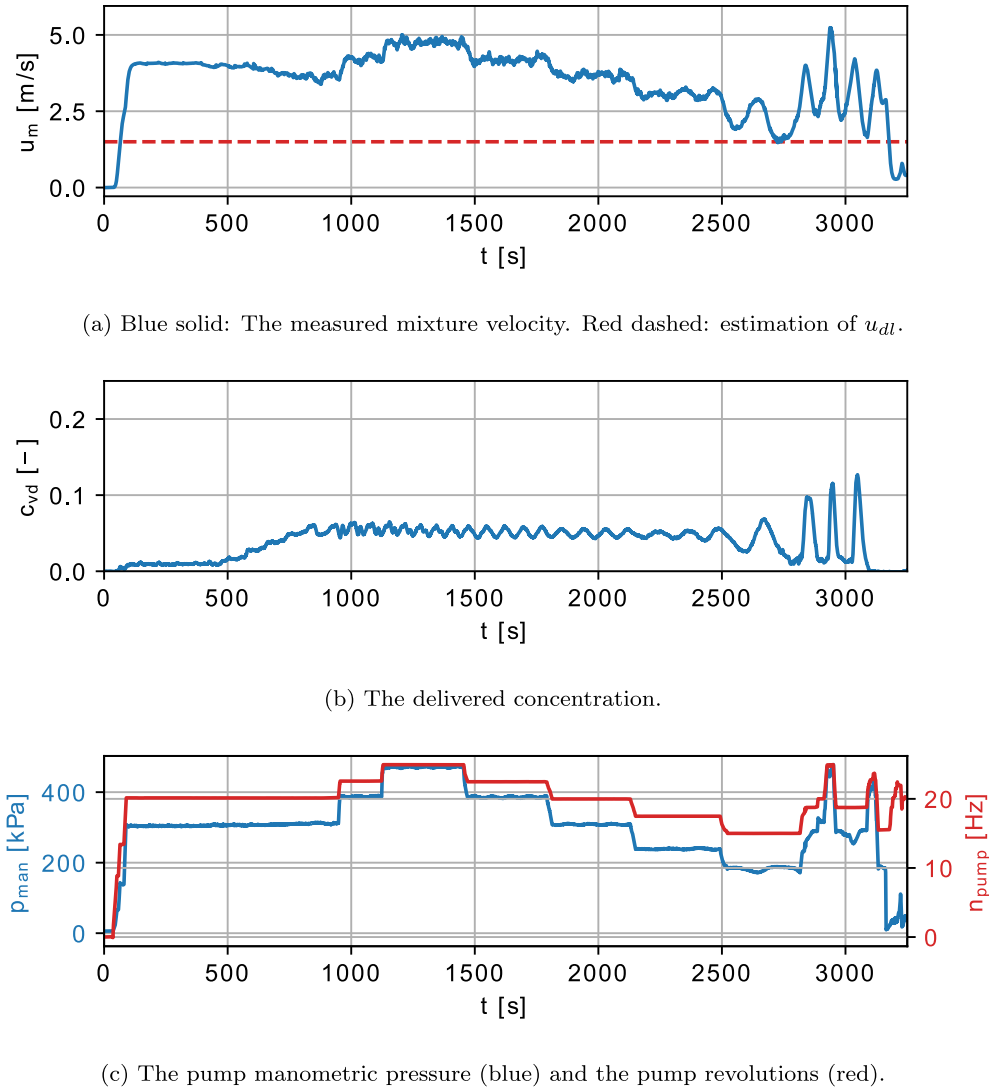 5.0
2.5
0.0
u_m [m/s]
0 500 1000 1500 2000 2500 3000
t [s]
(a) Blue solid: The measured mixture velocity. Red dashed: estimation of u_dl.
0.2
0.1
0.0
c_vd [−]
0 500 1000 1500 2000 2500 3000
t [s]
(b) The delivered concentration.
400
200
0
p_man [kPa]
20
10
0
n_pump [Hz]
0 500 1000 1500 2000 2500 3000
t [s]
(c) The pump manometric pressure (blue) and the pump revolutions (red).